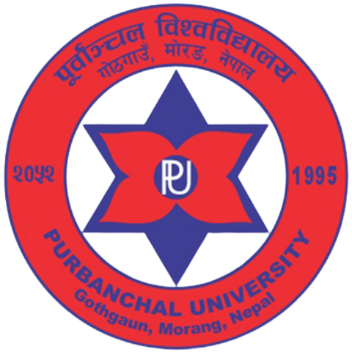 पूर्वाञ्चल विश्वविद्यालय
गोठगाउँ, मोरङ, नेपाल
२०५२
PU
1995
PURBANCHAL UNIVERSITY
Gothgaun, Morang, Nepal